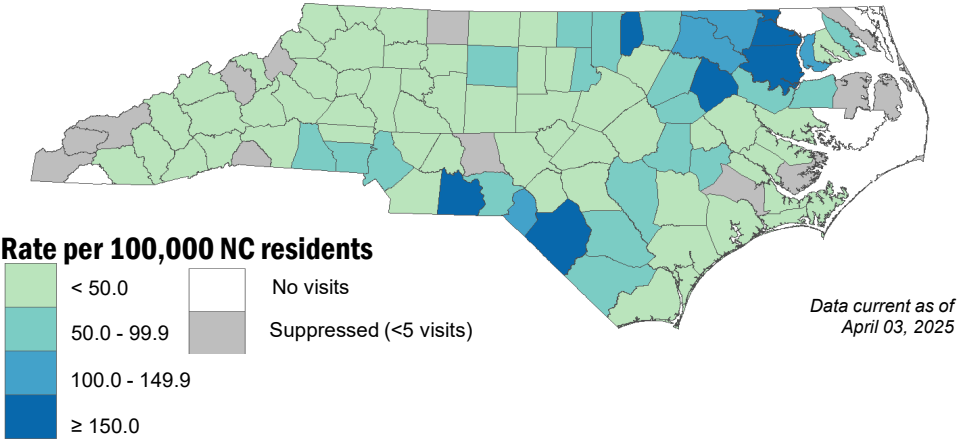 Rate per 100,000 NC residents
< 50.0
50.0 - 99.9
100.0 - 149.9
≥ 150.0
No visits
Suppressed (<5 visits)
Data current as of
April 03, 2025